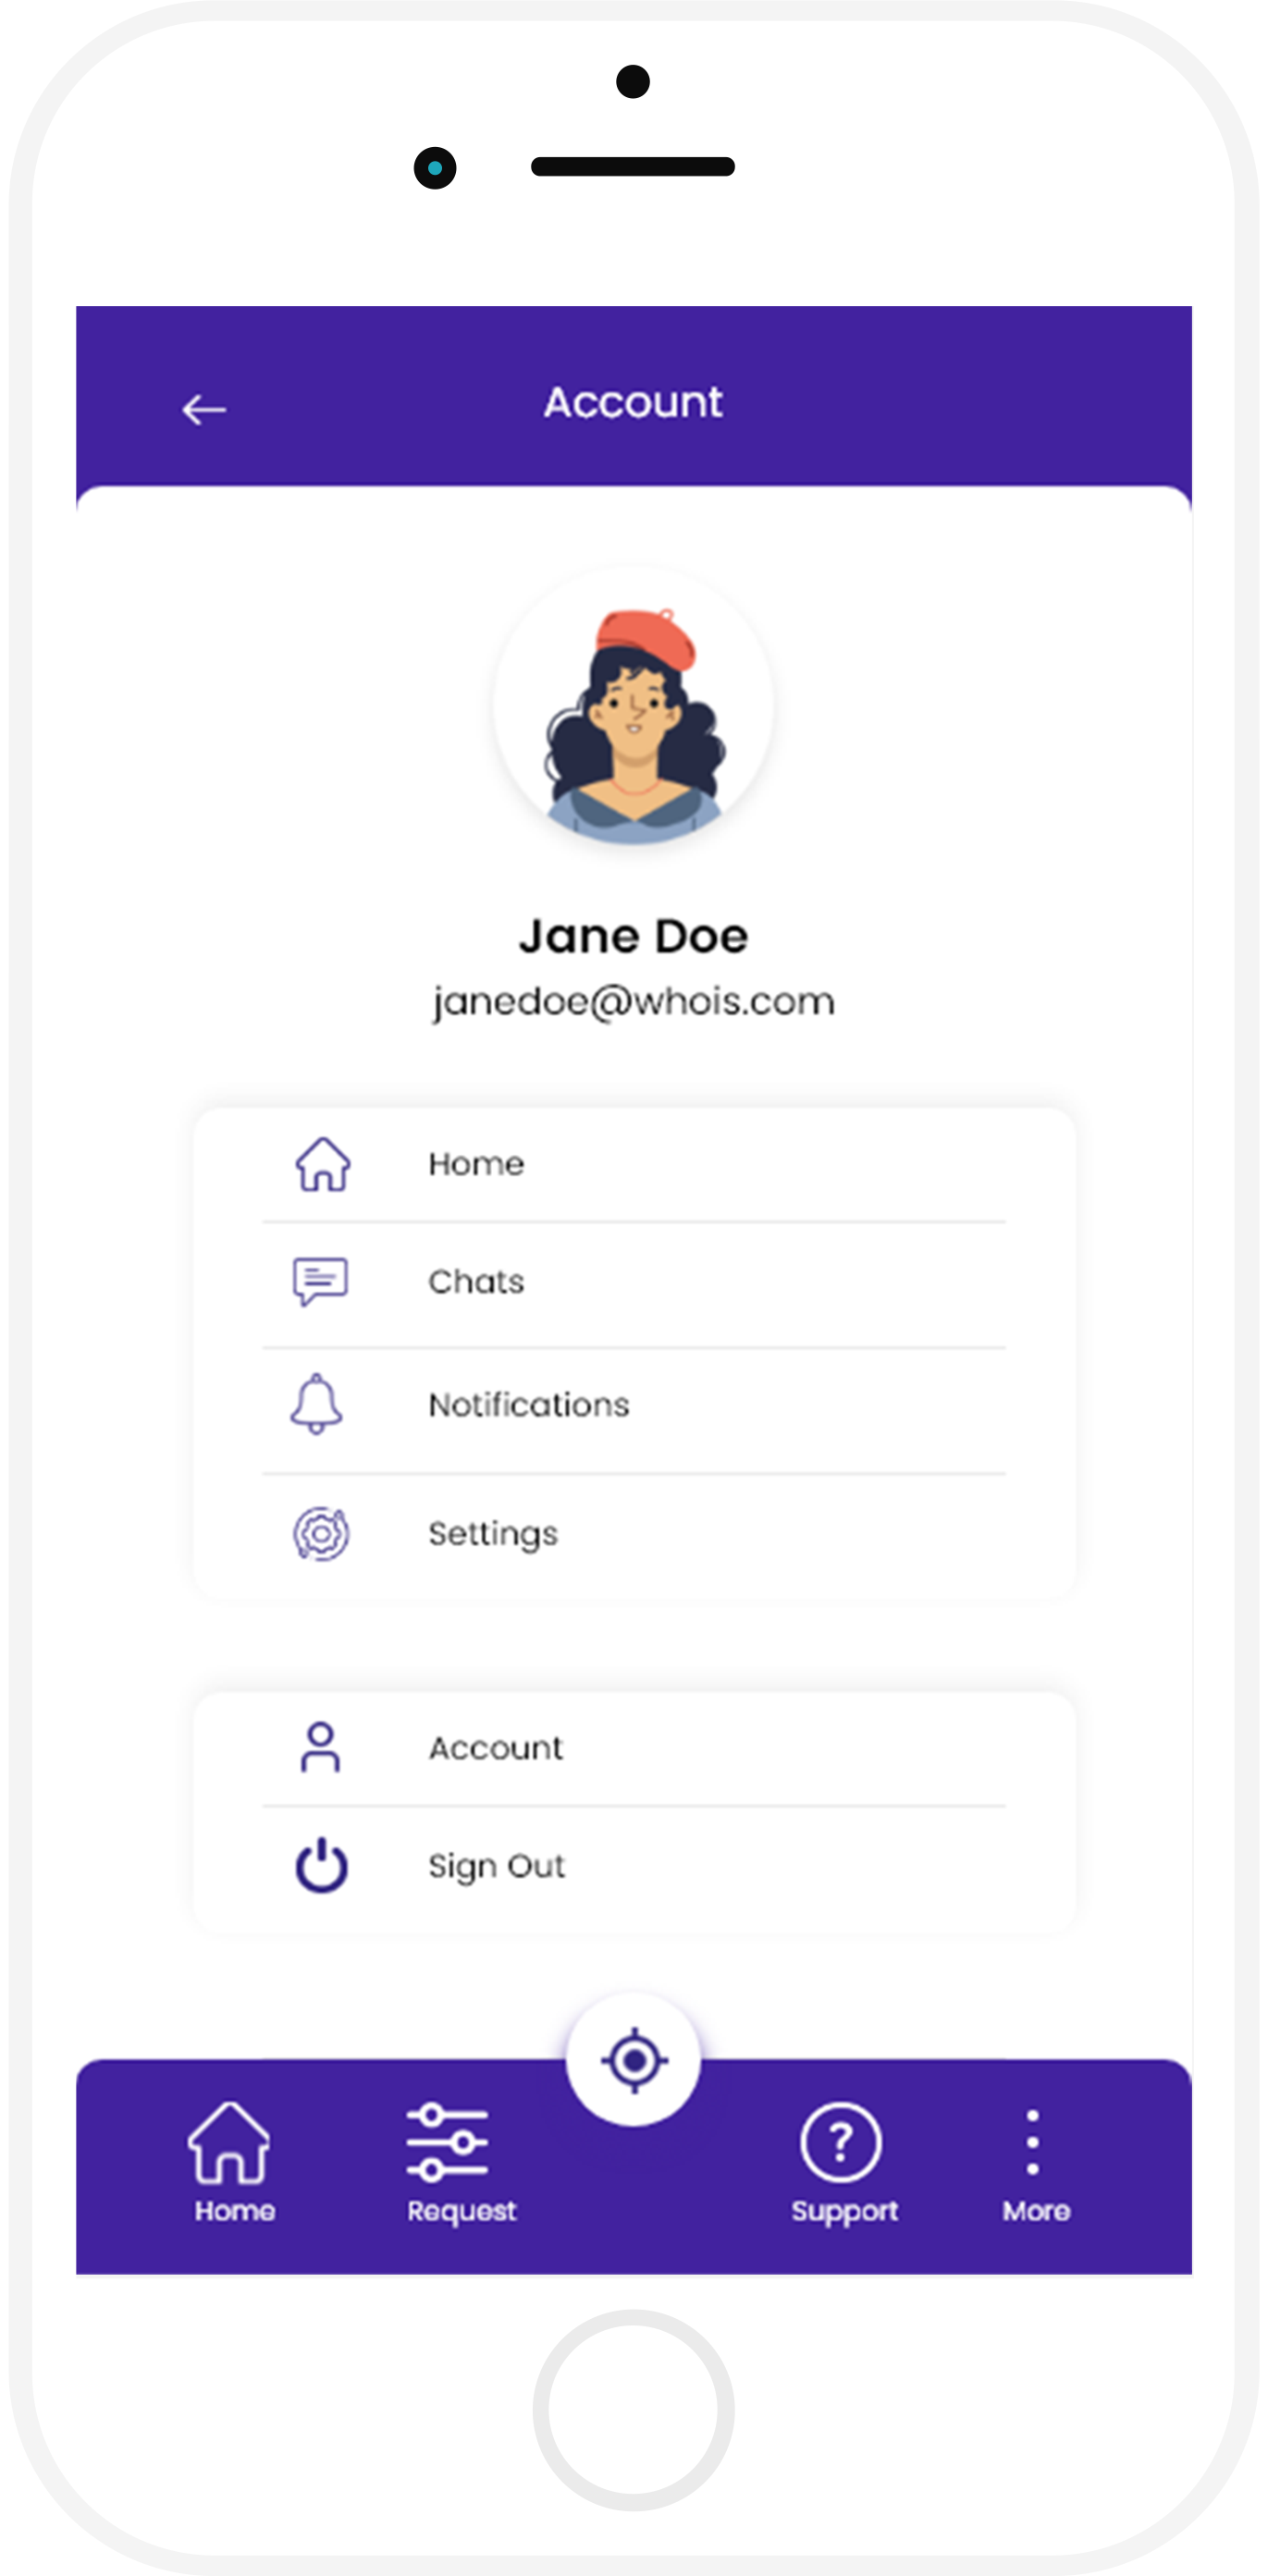 Account
Jane Doe
janedoe@whois.com
Home
Chats
Notifications
Settings
Account
Sign Out
Home Request Support More